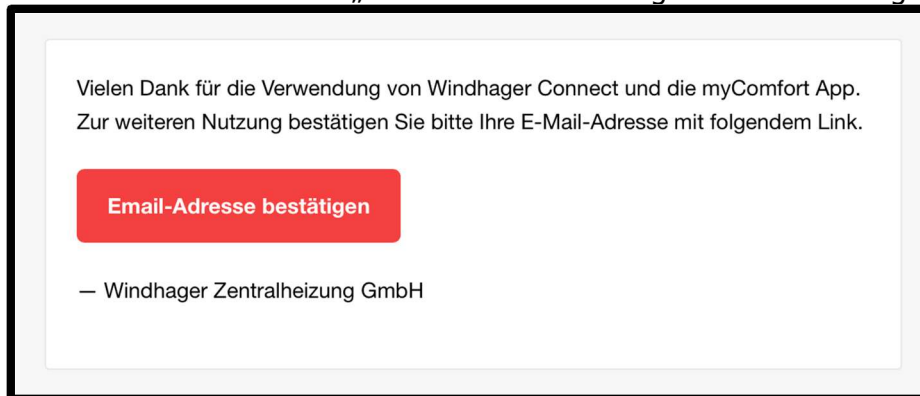 Vielen Dank für die Verwendung von Windhager Connect und die myComfort App.
Zur weiteren Nutzung bestätigen Sie bitte Ihre E-Mail-Adresse mit folgendem Link.
Email-Adresse bestätigen
— Windhager Zentralheizung GmbH